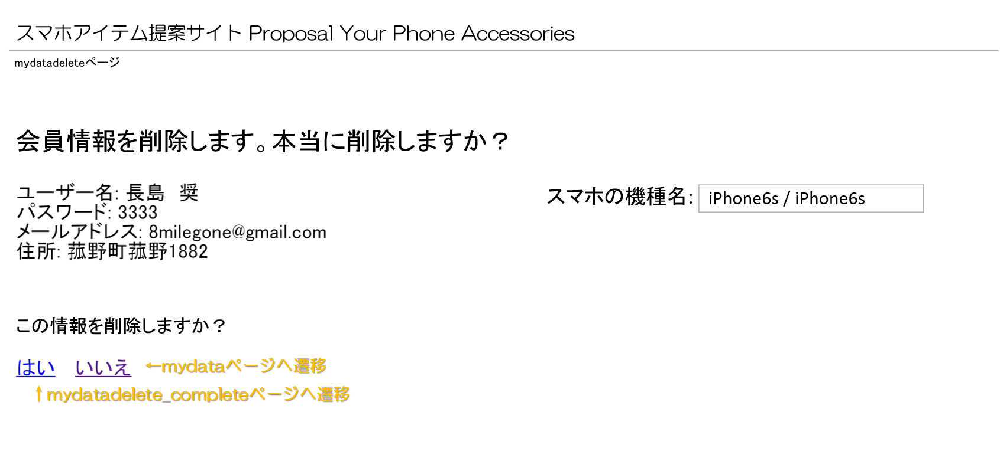 スマホアイテム提案サイト Proposal Your Phone Accessories
mydatadeleteページ
会員情報を削除します。本当に削除しますか？
ユーザー名: 長島　奨
パスワード: 3333
メールアドレス: 8milegone@gmail.com
住所: 菰野町菰野1882
スマホの機種名: iPhone6s / iPhone6s
この情報を削除しますか？
はい　いいえ ←mydataページへ遷移
↑mydatadelete_completeページへ遷移